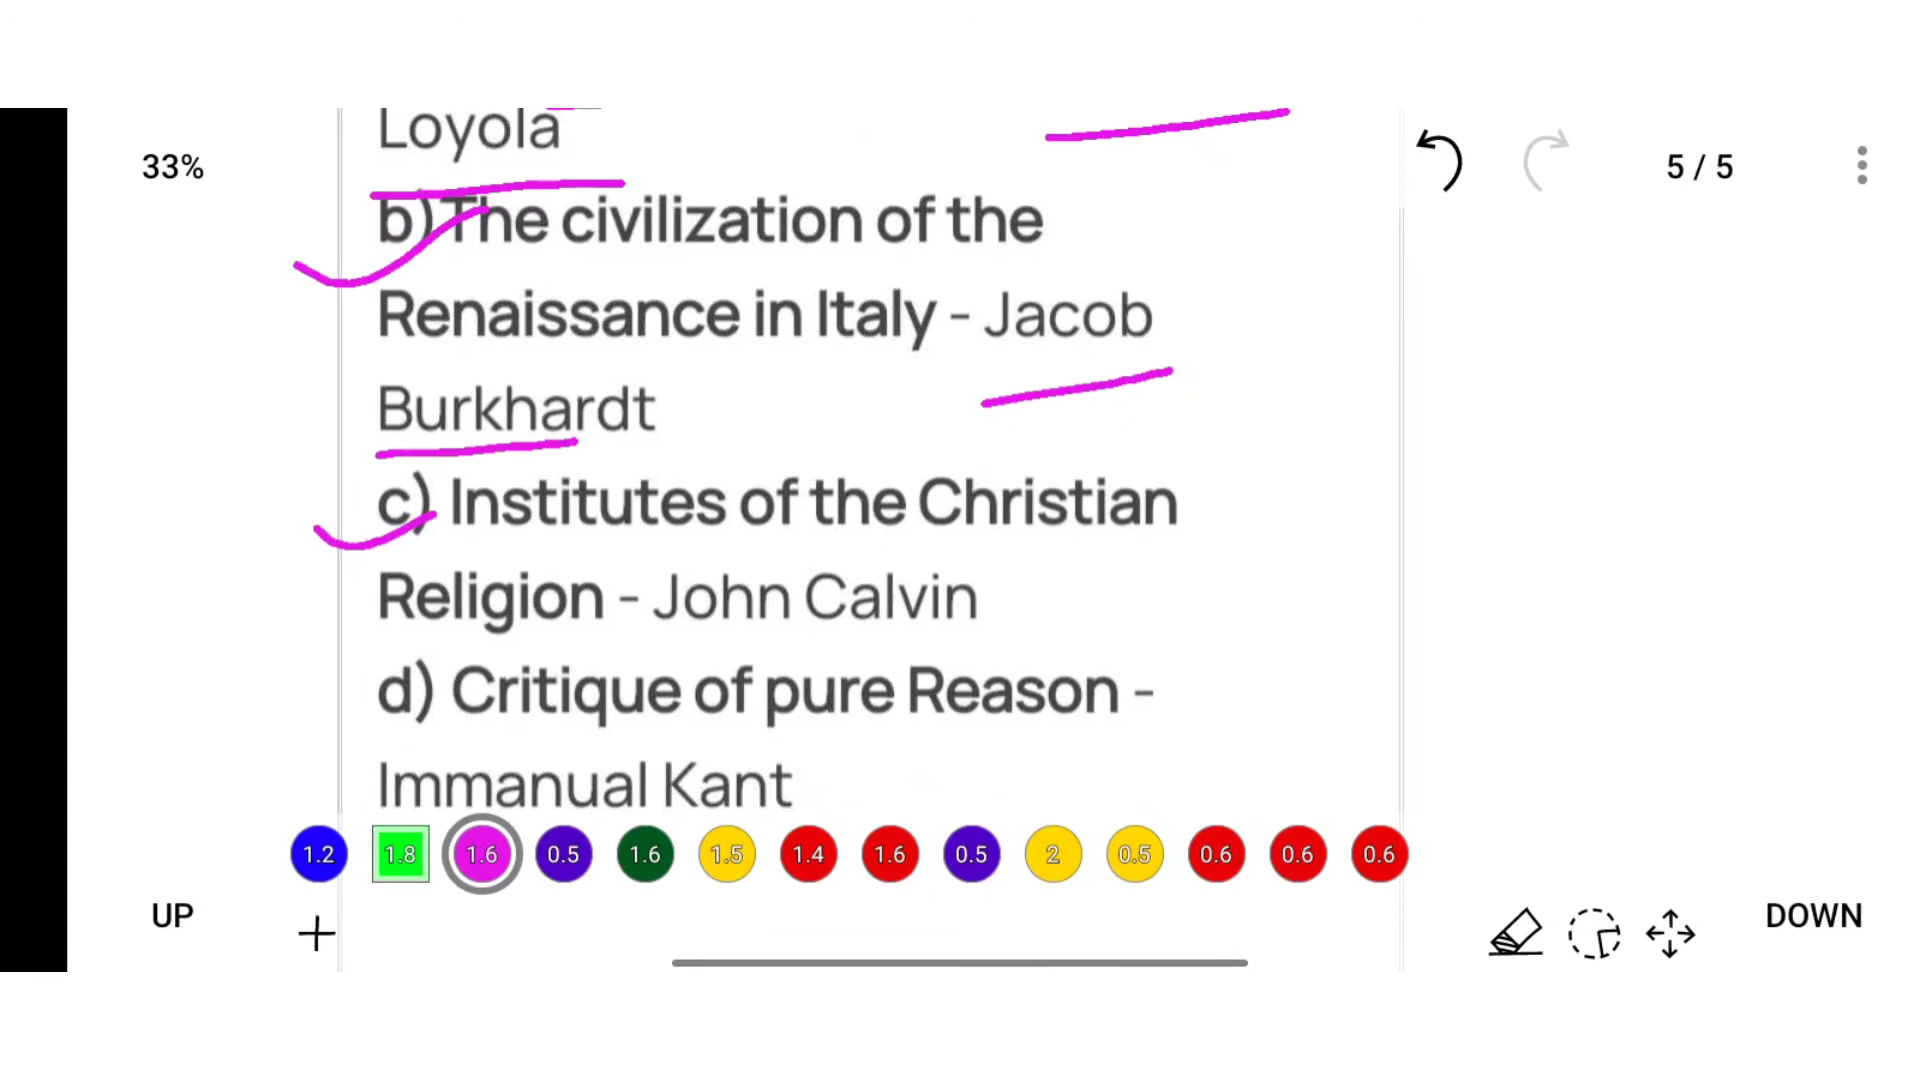 Loyola
33%
5 / 5
b) The civilization of the
Renaissance in Italy - Jacob
Burkhardt
c) Institutes of the Christian
Religion - John Calvin
d) Critique of pure Reason -
Immanual Kant
1.2 1.8 1.6 0.5 1.6 1.5 1.4 1.6 0.5 2 0.5 0.6 0.6 0.6
UP
DOWN